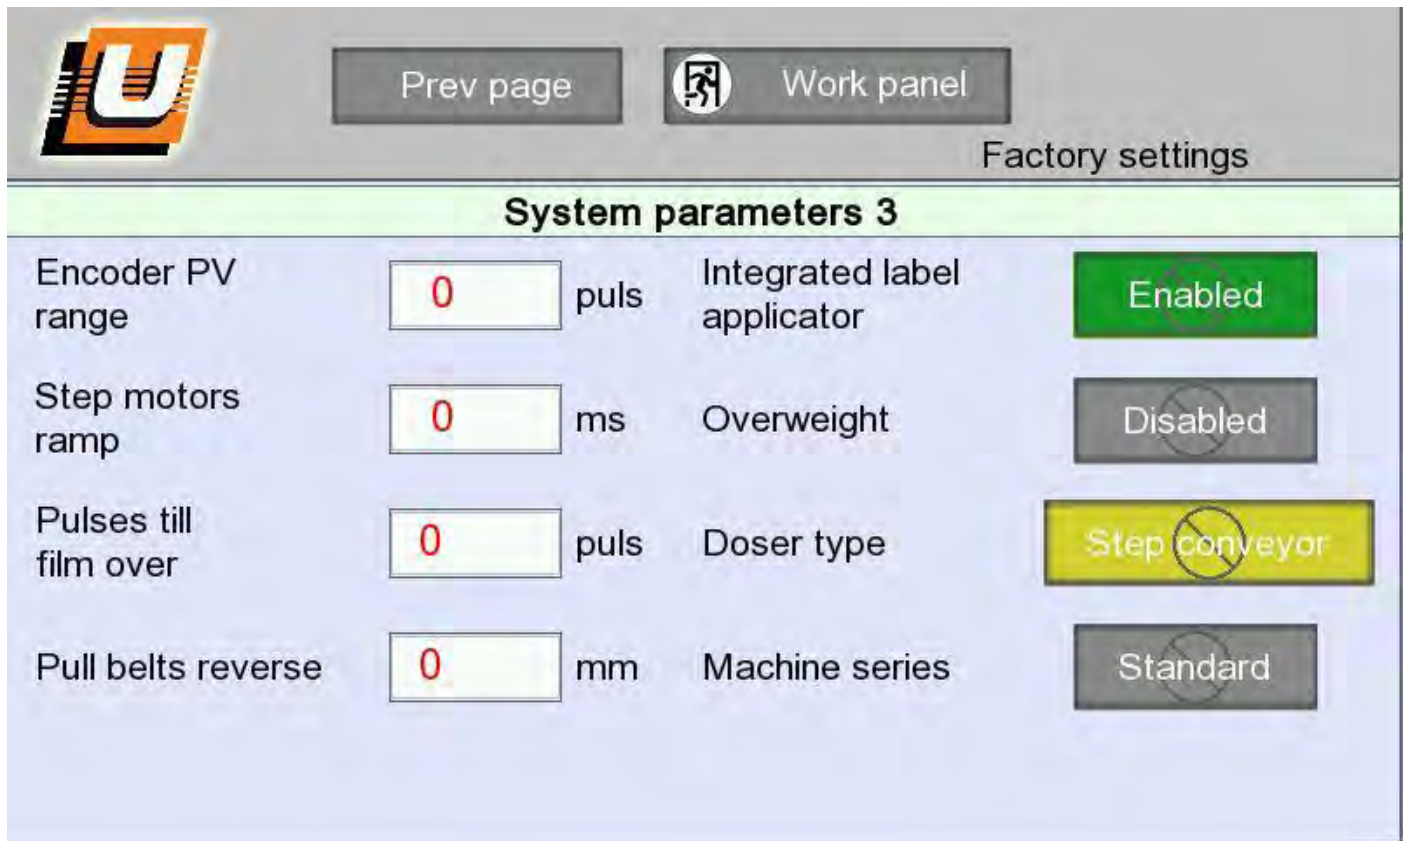 U
Prev page
Work panel
Factory settings
System parameters 3
Encoder PV
range
0
puls
Integrated label
applicator
Enabled
Step motors
ramp
0
ms
Overweight
Disabled
Pulses till
film over
0
puls
Doser type
Step conveyor
Pull belts reverse
0
mm
Machine series
Standard